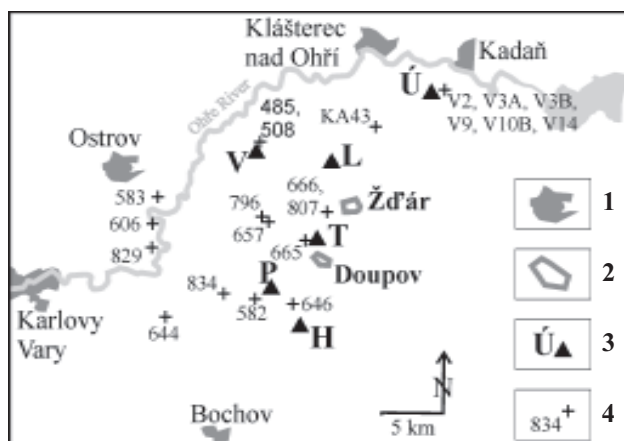 Klášterec
nad Ohří
Kadaň
Ú
V2, V3A, V3B,
V9, V10B, V14
Ohře River
485,
508
KA43
Ostrov
V
L
583
606
829
796
657
666,
807
Žďár
665
T
Doupov
P
834
582
646
H
644
Karlovy
Vary
Bochov
5 km
N
1
2
Ú 3
834 4